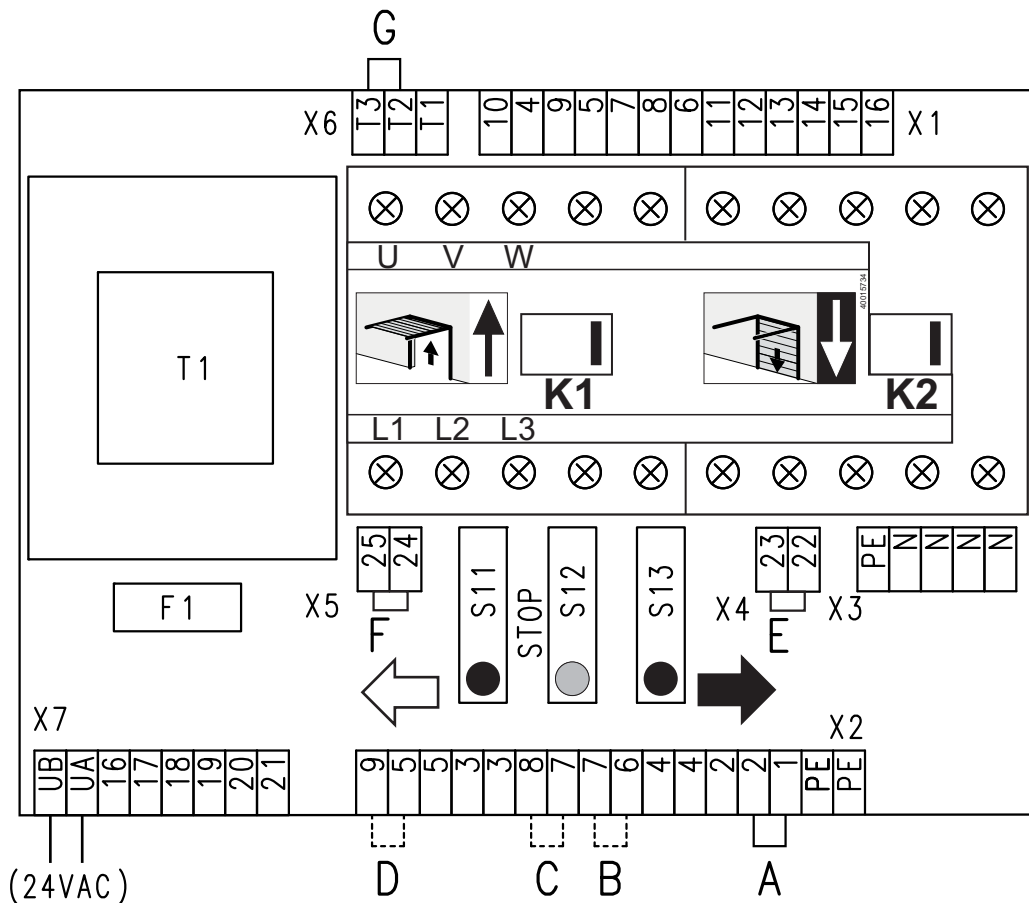 G
X6 T3 T2 T1 10 4 9 5 7 8 6 11 12 13 14 15 16 X1
U V W
40015734
T1
K1 K2
L1 L2 L3
25 24 S11 STOP S12 S13 23 22 PE N N N N
F1 X5 F X4 E X3
X7 X2
UB UA 16 17 18 19 20 21 9 5 5 3 3 8 7 7 6 4 4 2 2 1 PE PE
(24VAC) D C B A